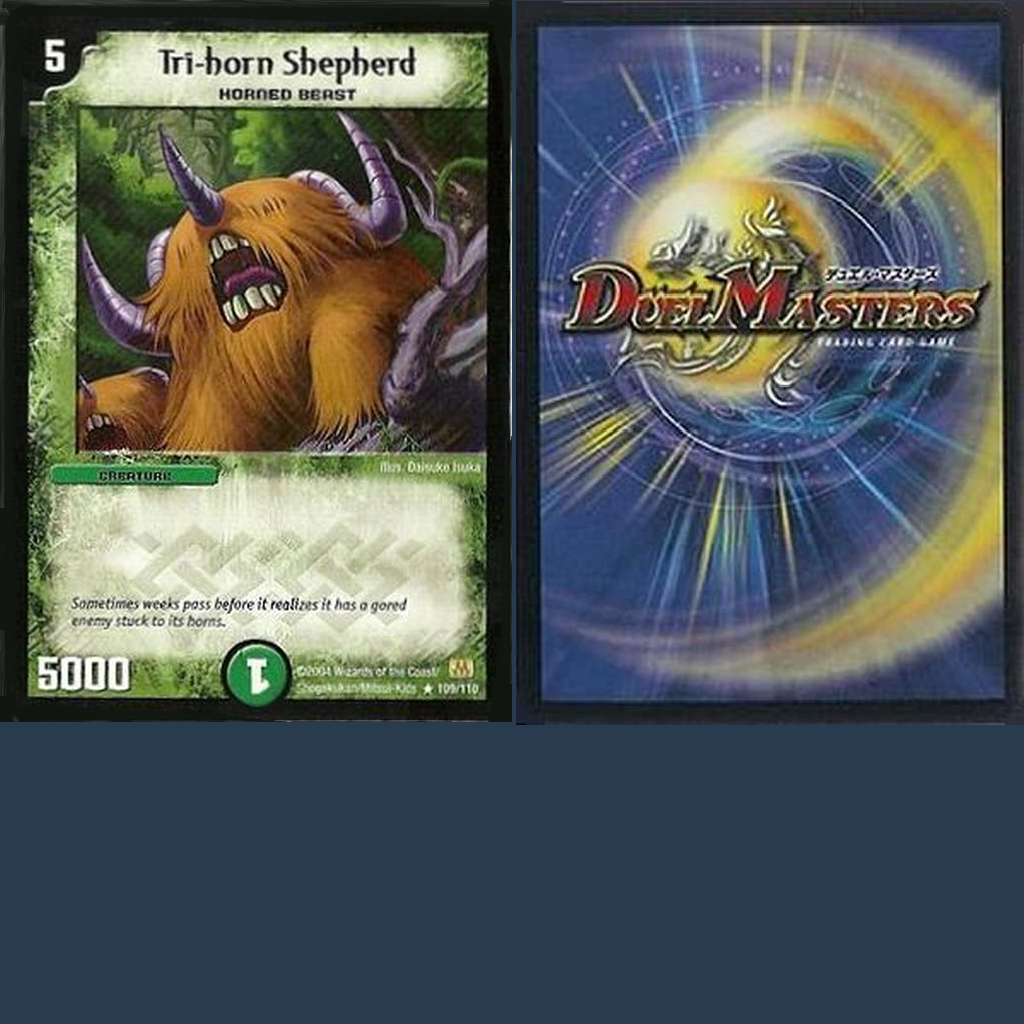 5
Tri-horn Shepherd
HORNED BEAST
CREATURE
Illus. Daisuke Isuka
Sometimes weeks pass before it realizes it has a gored
enemy stuck to its horns.
5000
1
©2004 Wizards of the Coast/
Shogakukan/Mitsui-Kids ★ 109/110
デュエル・マスターズ
DUEL MASTERS
TRADING CARD GAME